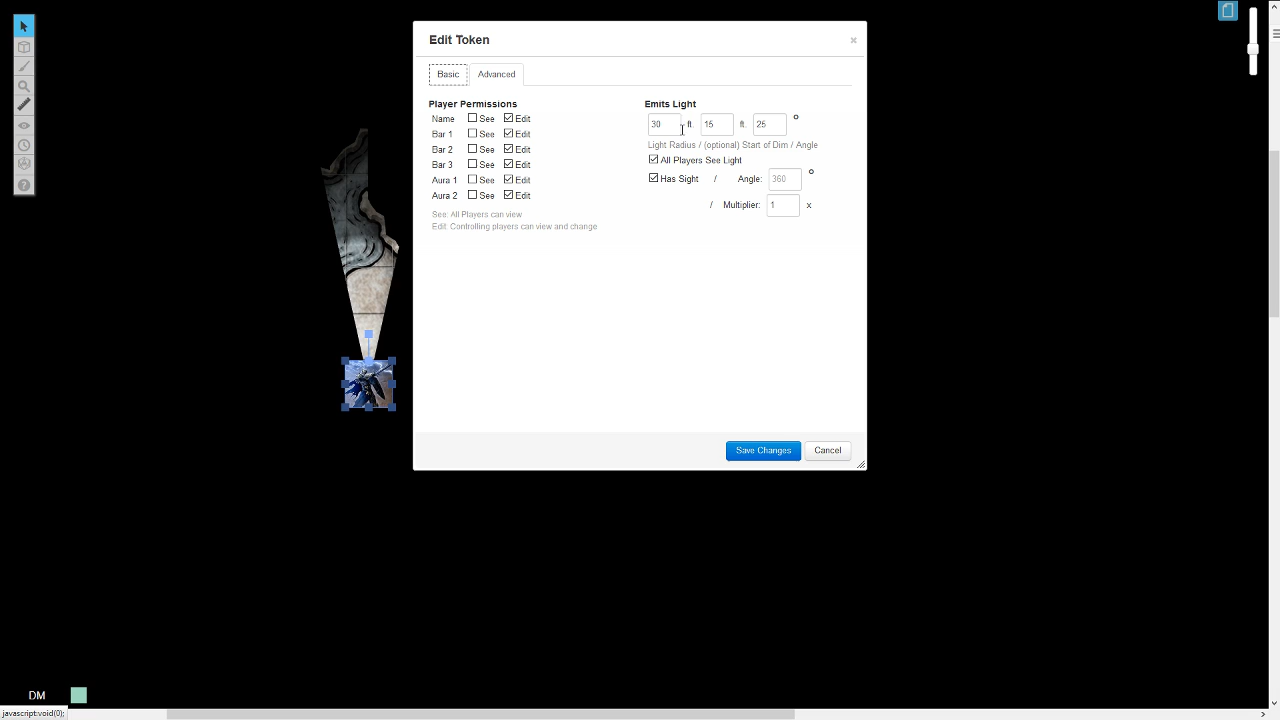 Edit Token
×
Basic Advanced
Player Permissions
Name See Edit
Bar 1 See Edit
Bar 2 See Edit
Bar 3 See Edit
Aura 1 See Edit
Aura 2 See Edit
See: All Players can view
Edit: Controlling players can view and change
Emits Light
30 ft. 15 ft. 25 °
Light Radius / (optional) Start of Dim / Angle
All Players See Light
Has Sight / Angle: 360 °
/ Multiplier: 1 x
Save Changes Cancel
DM
javascript:void(0);